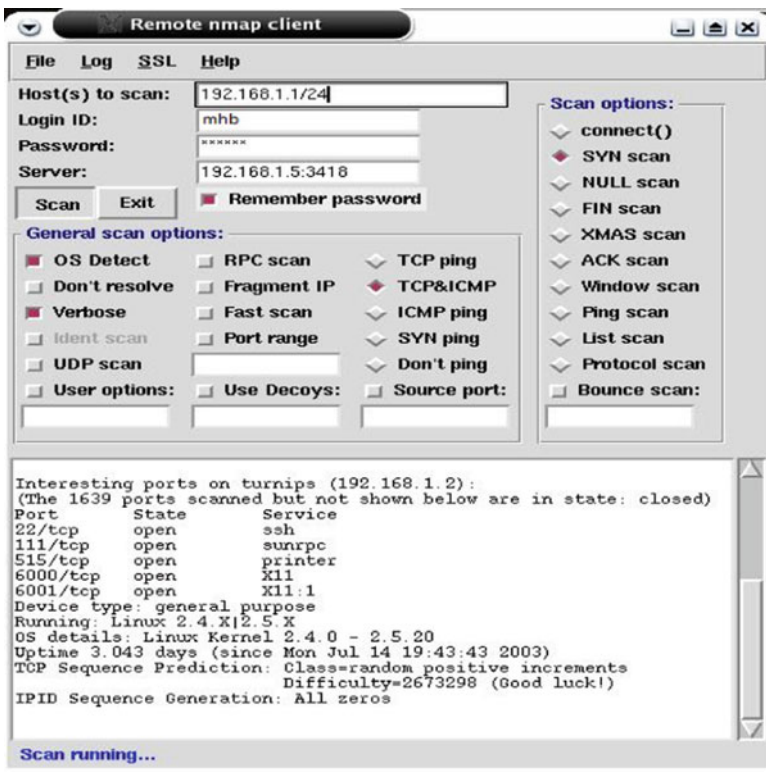 Remote nmap client
File Log SSL Help
Host(s) to scan: 192.168.1.1/24
Login ID: mhb
Password: ******
Server: 192.168.1.5:3418
Scan Exit Remember password
General scan options:
OS Detect RPC scan TCP ping
Don't resolve Fragment IP TCP&ICMP
Verbose Fast scan ICMP ping
Ident scan Port range SYN ping
UDP scan Don't ping
User options: Use Decoys: Source port:
Scan options:
connect()
SYN scan
NULL scan
FIN scan
XMAS scan
ACK scan
Window scan
Ping scan
List scan
Protocol scan
Bounce scan:
Interesting ports on turnips (192.168.1.2):
(The 1639 ports scanned but not shown below are in state: closed)
Port State Service
22/tcp open ssh
111/tcp open sunrpc
515/tcp open printer
6000/tcp open X11
6001/tcp open X11:1
Device type: general purpose
Running: Linux 2.4.X|2.5.X
OS details: Linux Kernel 2.4.0 - 2.5.20
Uptime 3.043 days (since Mon Jul 14 19:43:43 2003)
TCP Sequence Prediction: Class=random positive increments
Difficulty=2673298 (Good luck!)
IPID Sequence Generation: All zeros
Scan running...